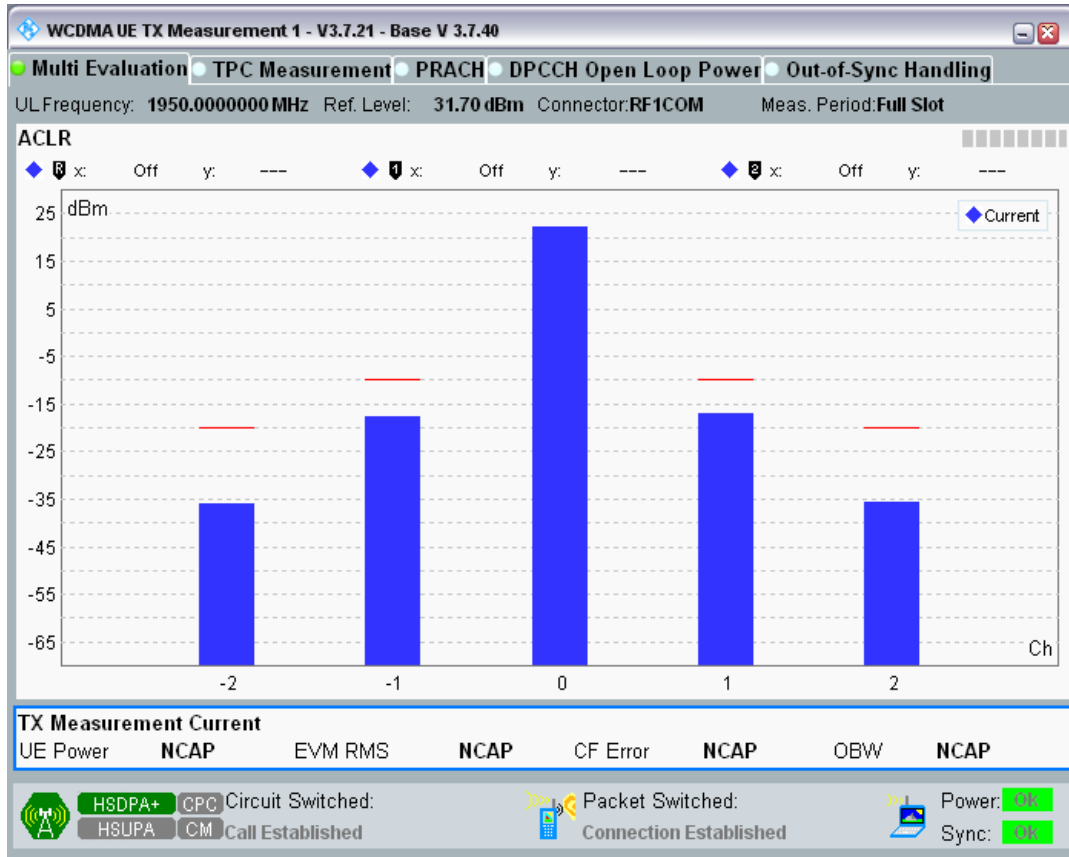 WCDMA UE TX Measurement 1 - V3.7.21 - Base V 3.7.40
Multi Evaluation TPC Measurement PRACH DPCCH Open Loop Power Out-of-Sync Handling
UL Frequency: 1950.0000000 MHz Ref. Level: 31.70 dBm Connector:RF1COM Meas. Period:Full Slot
ACLR
R x: Off y: --- 1 x: Off y: --- 2 x: Off y: ---
dBm
Current
25
15
5
-5
-15
-25
-35
-45
-55
-65
Ch
-2 -1 0 1 2
TX Measurement Current
UE Power NCAP EVM RMS NCAP CF Error NCAP OBW NCAP
HSDPA+ CPC Circuit Switched: Packet Switched: Power: Ok
HSUPA CM Call Established Connection Established Sync: Ok